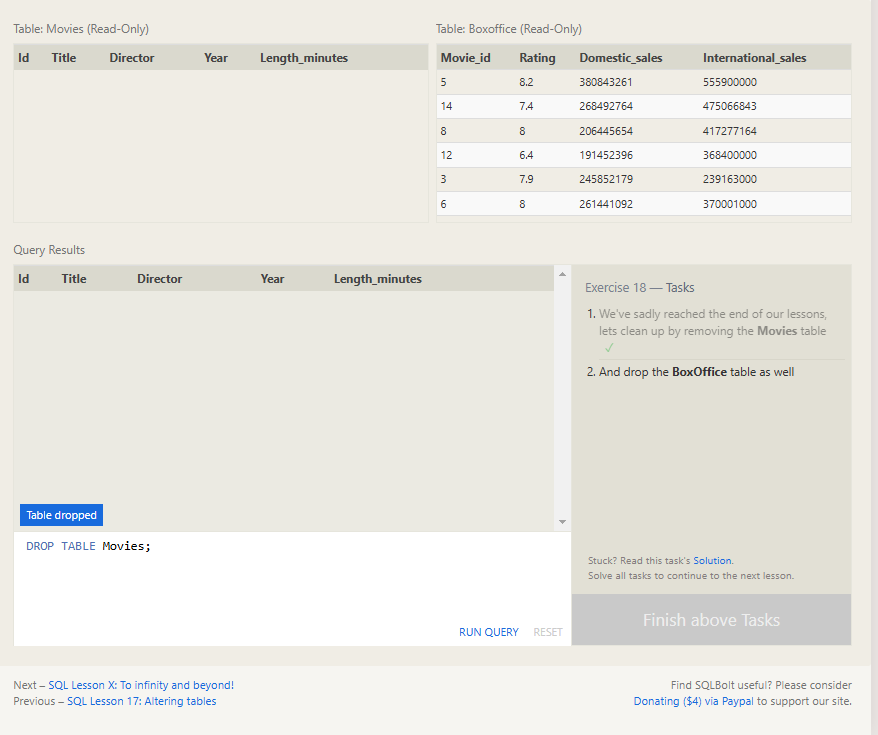 Table: Movies (Read-Only)
Id Title Director Year Length_minutes
Table: Boxoffice (Read-Only)
Movie_id Rating Domestic_sales International_sales
5 8.2 380843261 555900000
14 7.4 268492764 475066843
8 8 206445654 417277164
12 6.4 191452396 368400000
3 7.9 245852179 239163000
6 8 261441092 370001000
Query Results
Id Title Director Year Length_minutes
Table dropped
DROP TABLE Movies;
RUN QUERY RESET
Exercise 18 — Tasks
1. We've sadly reached the end of our lessons,
lets clean up by removing the Movies table
✓
2. And drop the BoxOffice table as well
Stuck? Read this task's Solution.
Solve all tasks to continue to the next lesson.
Finish above Tasks
Next – SQL Lesson X: To infinity and beyond!
Previous – SQL Lesson 17: Altering tables
Find SQLBolt useful? Please consider
Donating ($4) via Paypal to support our site.